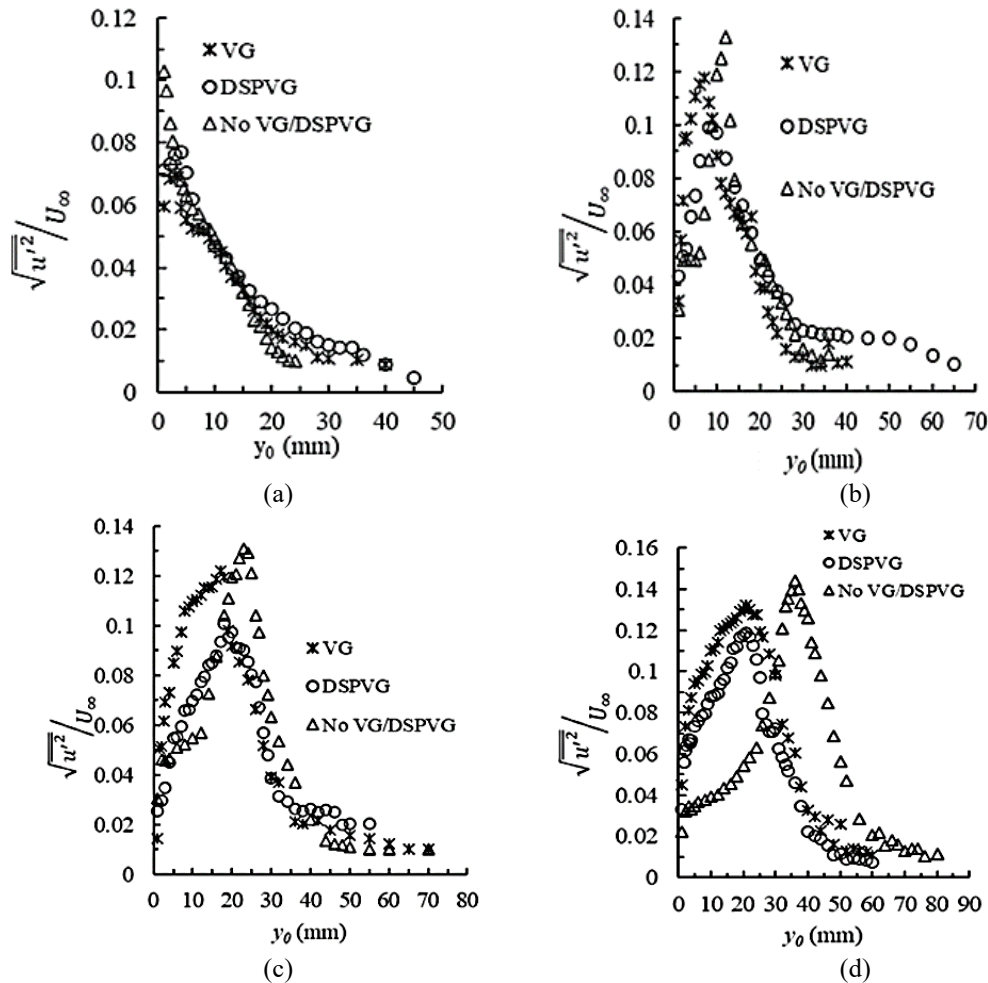 0.12
0.1
0.08
0.06
0.04
0.02
0
√u'² / U∞
VG
DSPVG
No VG/DSPVG
0 10 20 30 40 50
y₀ (mm)
(a)
0.14
0.12
0.1
0.08
0.06
0.04
0.02
0
√u'² / U∞
VG
DSPVG
No VG/DSPVG
0 10 20 30 40 50 60 70
y₀ (mm)
(b)
0.14
0.12
0.1
0.08
0.06
0.04
0.02
0
√u'² / U∞
VG
DSPVG
No VG/DSPVG
0 10 20 30 40 50 60 70 80
y₀ (mm)
(c)
0.16
0.14
0.12
0.1
0.08
0.06
0.04
0.02
0
√u'² / U∞
VG
DSPVG
No VG/DSPVG
0 10 20 30 40 50 60 70 80 90
y₀ (mm)
(d)